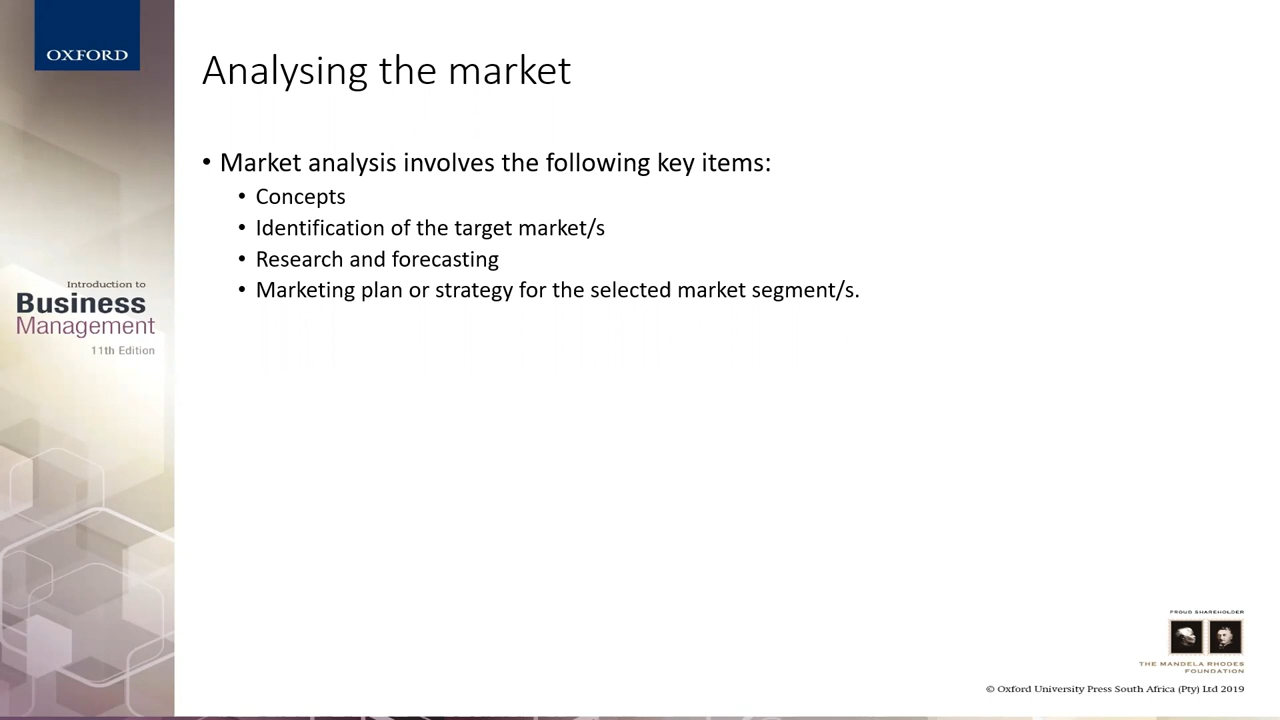 OXFORD
Analysing the market
• Market analysis involves the following key items:
• Concepts
• Identification of the target market/s
• Research and forecasting
• Marketing plan or strategy for the selected market segment/s.
Introduction to
Business
Management
11th Edition
PROUD SHAREHOLDER
THE MANDELA RHODES
FOUNDATION
© Oxford University Press South Africa (Pty) Ltd 2019